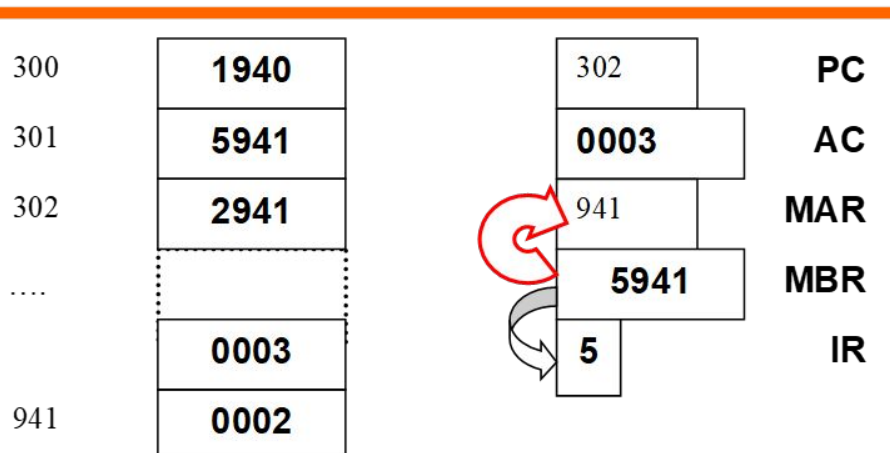 300 1940 302 PC
301 5941 0003 AC
302 2941 941 MAR
.... 5941 MBR
0003 5 IR
941 0002